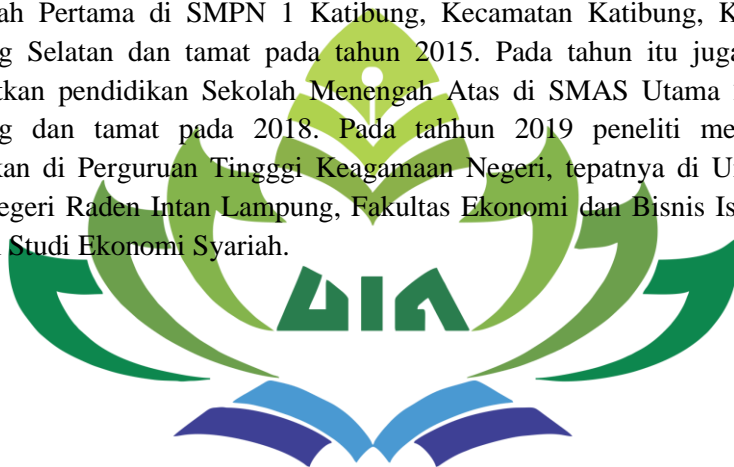 ah Pertama di SMPN 1 Katibung, Kecamatan Katibung, K
g Selatan dan tamat pada tahun 2015. Pada tahun itu juga
tkan pendidikan Sekolah Menengah Atas di SMAS Utama
g dan tamat pada 2018. Pada tahhun 2019 peneliti me
kan di Perguruan Tingggi Keagamaan Negeri, tepatnya di U
egeri Raden Intan Lampung, Fakultas Ekonomi dan Bisnis Is
Studi Ekonomi Syariah.
UIN